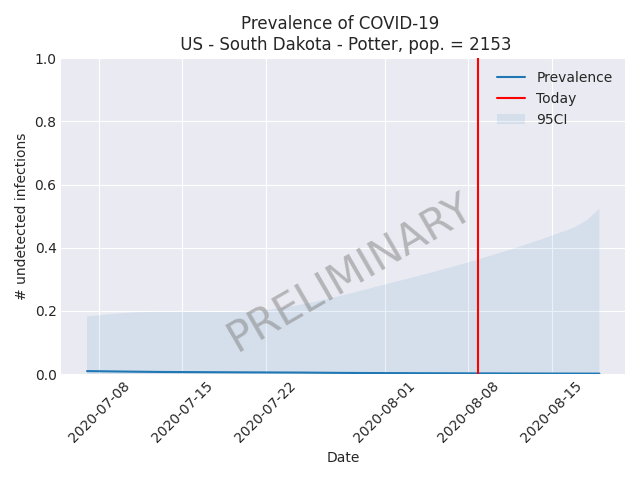 Prevalence of COVID-19
US - South Dakota - Potter, pop. = 2153
1.0
0.8
0.6
0.4
0.2
0.0
# undetected infections
Prevalence
Today
95CI
PRELIMINARY
2020-07-08
2020-07-15
2020-07-22
2020-08-01
2020-08-08
2020-08-15
Date